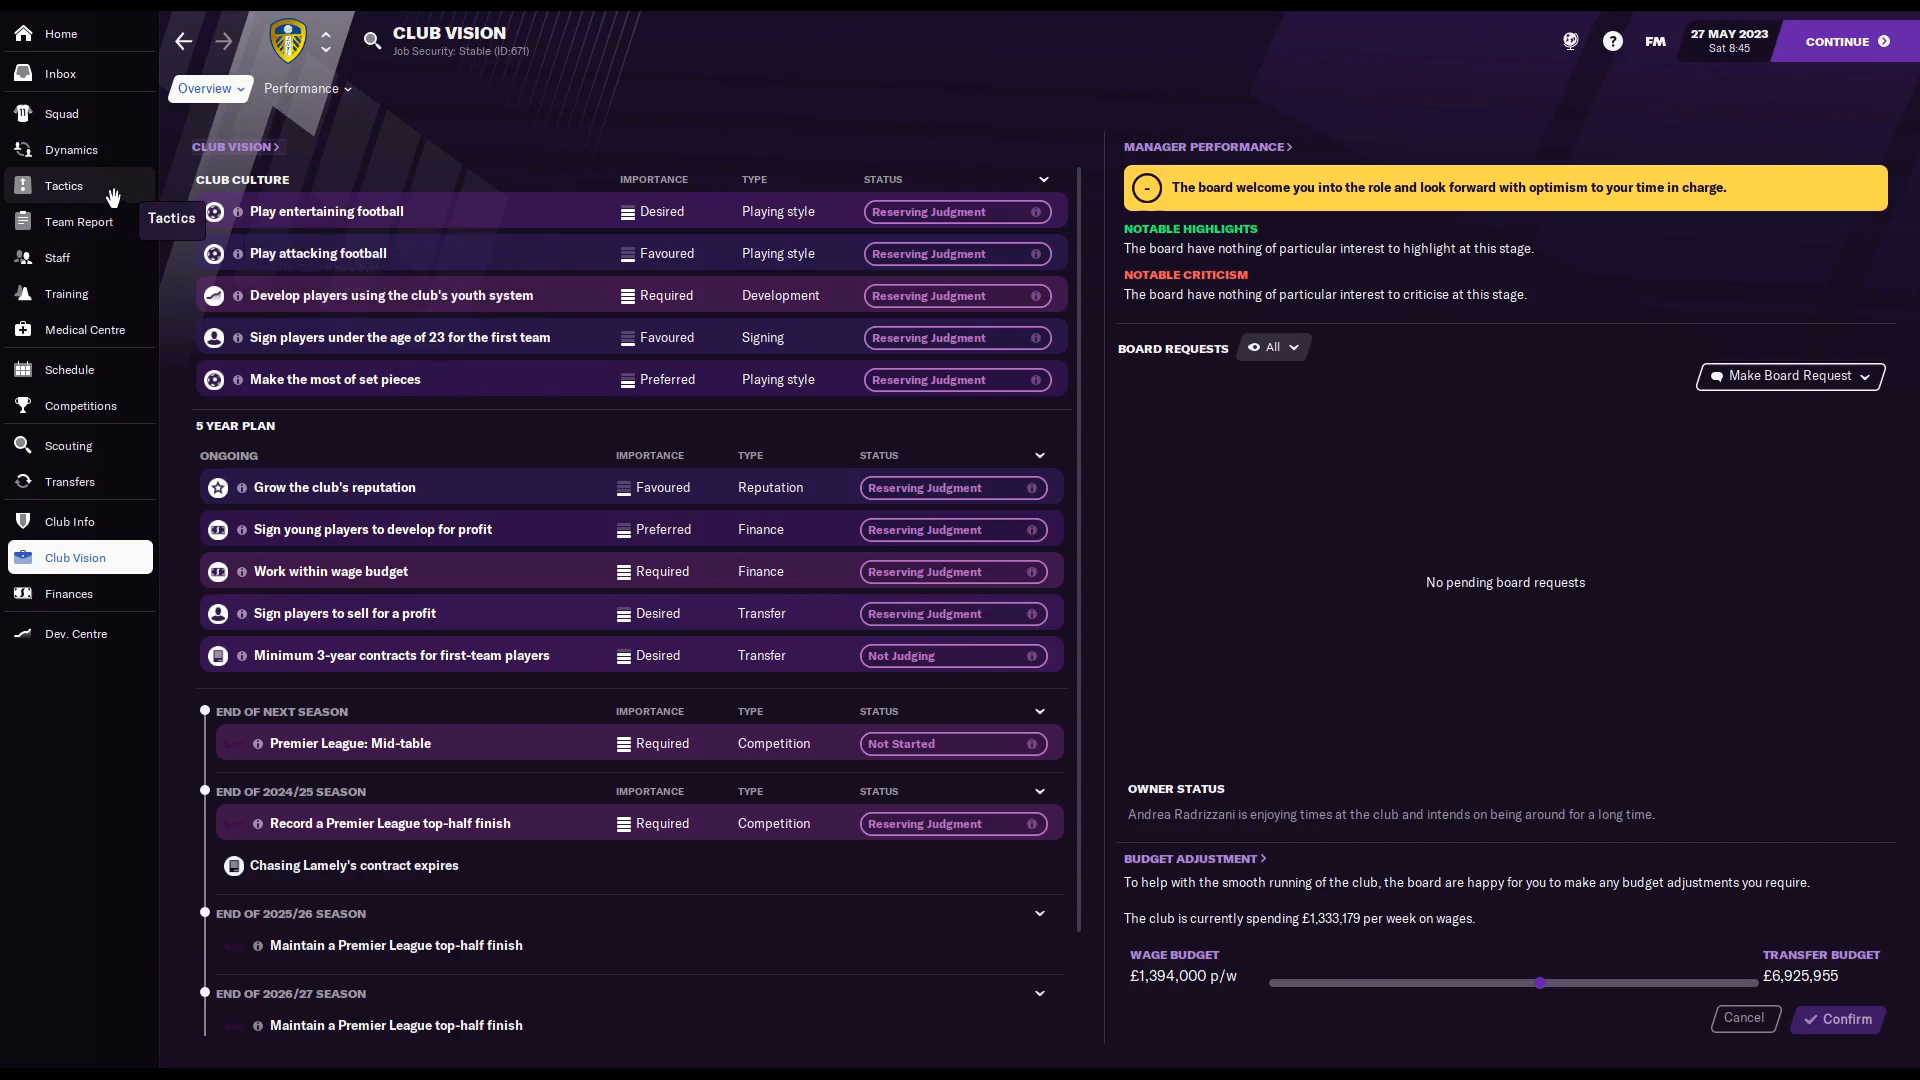 Home
Inbox
Squad
Dynamics
Tactics
Team Report
Staff
Training
Medical Centre
Schedule
Competitions
Scouting
Transfers
Club Info
Club Vision
Finances
Dev. Centre
Tactics
CLUB VISION
Job Security: Stable (ID:671)
FM
27 MAY 2023
Sat 8:45
CONTINUE
Overview
Performance
CLUB VISION
CLUB CULTURE IMPORTANCE TYPE STATUS
Play entertaining football Desired Playing style Reserving Judgment
Play attacking football Favoured Playing style Reserving Judgment
Develop players using the club's youth system Required Development Reserving Judgment
Sign players under the age of 23 for the first team Favoured Signing Reserving Judgment
Make the most of set pieces Preferred Playing style Reserving Judgment
5 YEAR PLAN
ONGOING IMPORTANCE TYPE STATUS
Grow the club's reputation Favoured Reputation Reserving Judgment
Sign young players to develop for profit Preferred Finance Reserving Judgment
Work within wage budget Required Finance Reserving Judgment
Sign players to sell for a profit Desired Transfer Reserving Judgment
Minimum 3-year contracts for first-team players Desired Transfer Not Judging
END OF NEXT SEASON IMPORTANCE TYPE STATUS
Premier League: Mid-table Required Competition Not Started
END OF 2024/25 SEASON IMPORTANCE TYPE STATUS
Record a Premier League top-half finish Required Competition Reserving Judgment
Chasing Lamely's contract expires
END OF 2025/26 SEASON
Maintain a Premier League top-half finish
END OF 2026/27 SEASON
Maintain a Premier League top-half finish
MANAGER PERFORMANCE
The board welcome you into the role and look forward with optimism to your time in charge.
NOTABLE HIGHLIGHTS
The board have nothing of particular interest to highlight at this stage.
NOTABLE CRITICISM
The board have nothing of particular interest to criticise at this stage.
BOARD REQUESTS All
Make Board Request
No pending board requests
OWNER STATUS
Andrea Radrizzani is enjoying times at the club and intends on being around for a long time.
BUDGET ADJUSTMENT
To help with the smooth running of the club, the board are happy for you to make any budget adjustments you require.
The club is currently spending £1,333,179 per week on wages.
WAGE BUDGET TRANSFER BUDGET
£1,394,000 p/w £6,925,955
Cancel Confirm